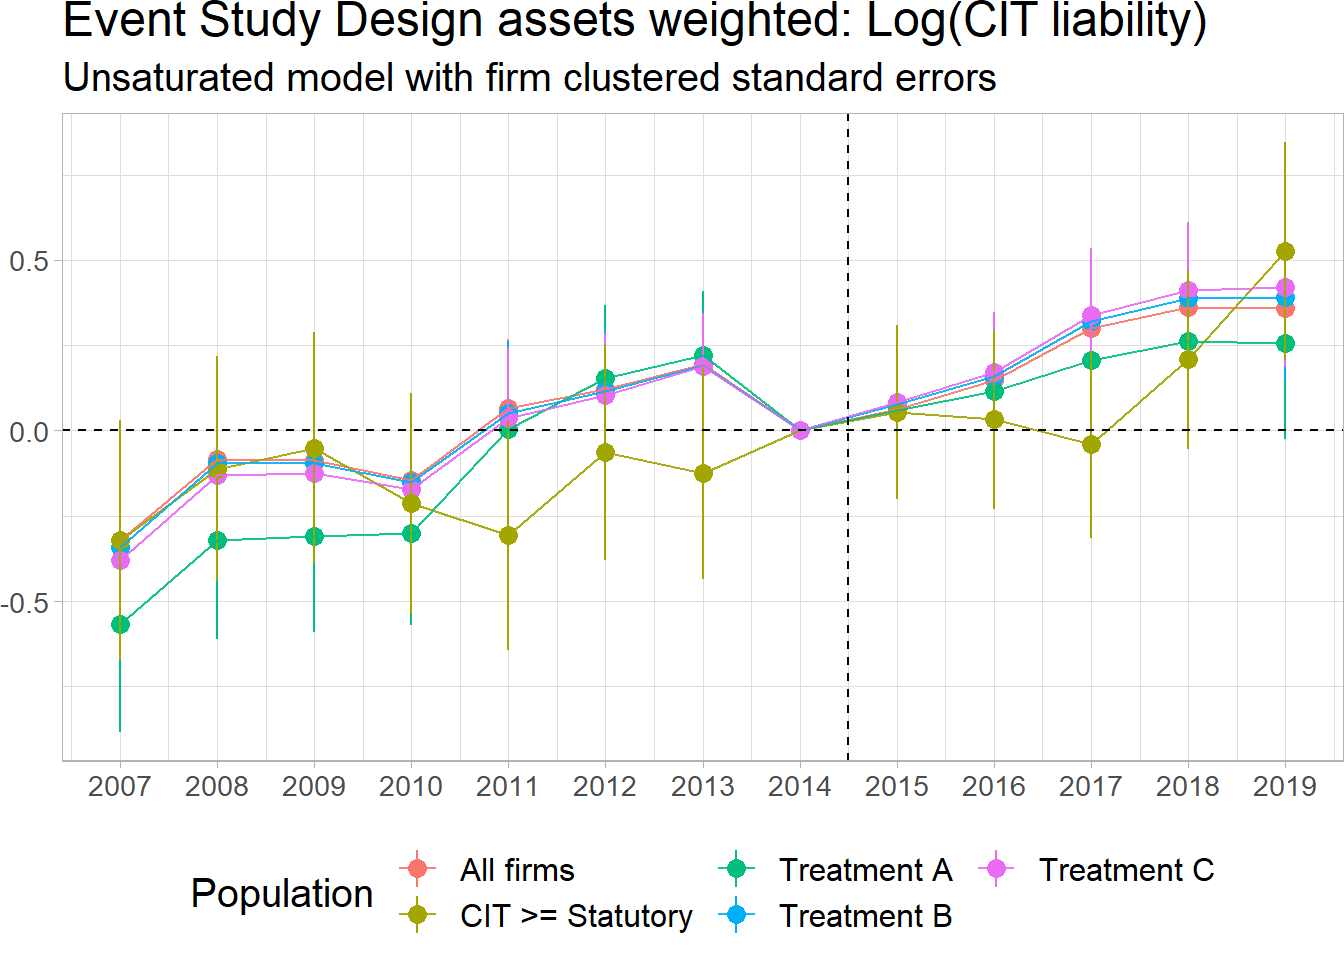 Event Study Design assets weighted: Log(CIT liability)
Unsaturated model with firm clustered standard errors
0.5
0.0
-0.5
2007 2008 2009 2010 2011 2012 2013 2014 2015 2016 2017 2018 2019
Population
All firms Treatment A Treatment C
CIT >= Statutory Treatment B